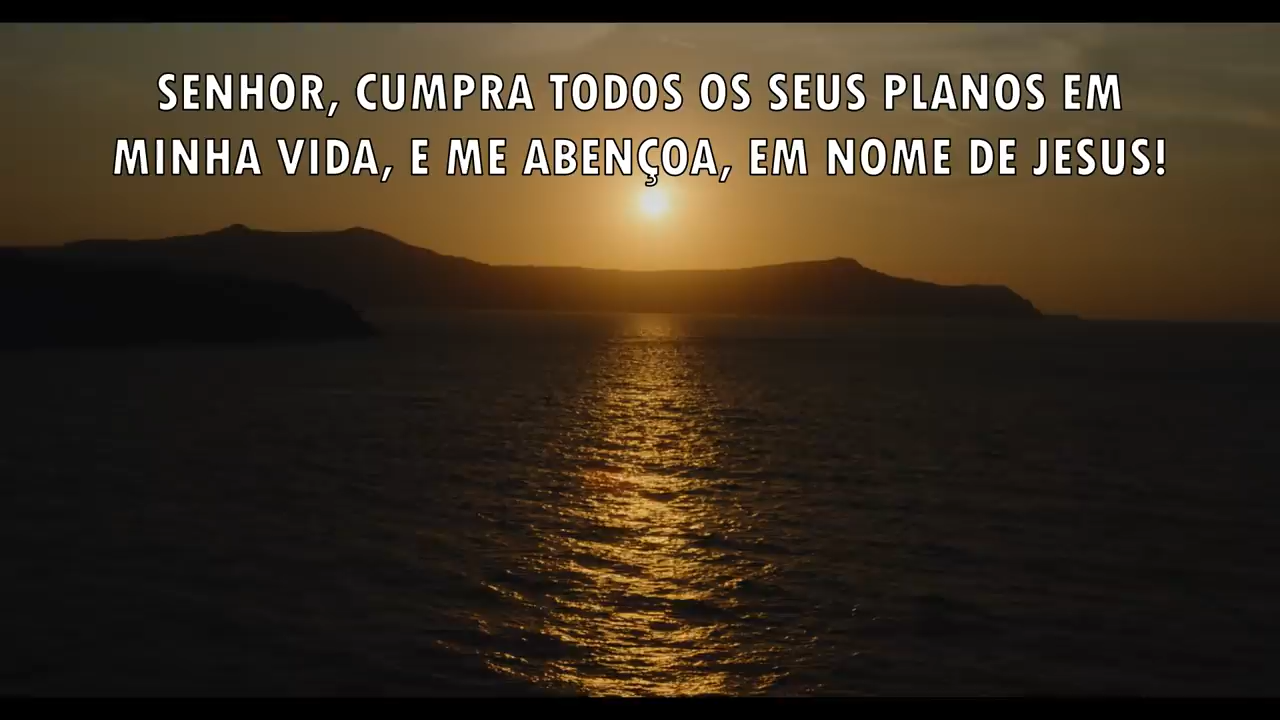 SENHOR, CUMPRA TODOS OS SEUS PLANOS EM
MINHA VIDA, E ME ABENÇOA, EM NOME DE JESUS!